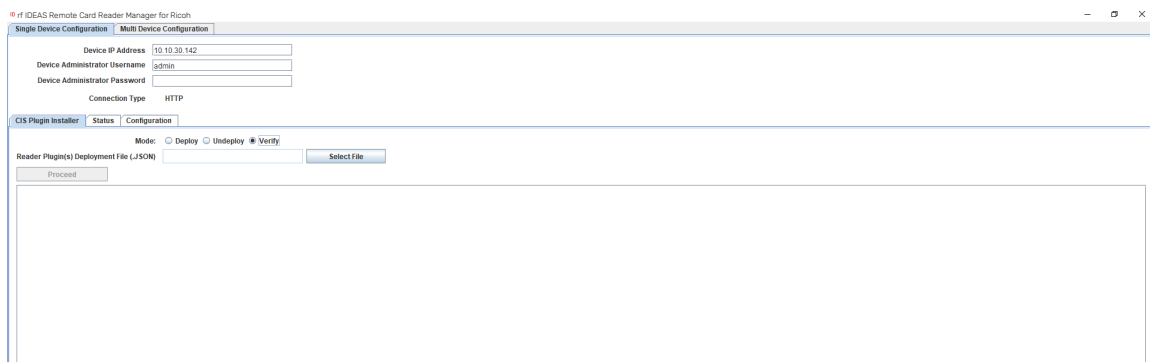 ID rf IDEAS Remote Card Reader Manager for Ricoh
Single Device Configuration Multi Device Configuration
Device IP Address 10.10.30.142
Device Administrator Username admin
Device Administrator Password
Connection Type HTTP
CIS Plugin Installer Status Configuration
Mode: Deploy Undeploy Verify
Reader Plugin(s) Deployment File (.JSON) Select File
Proceed